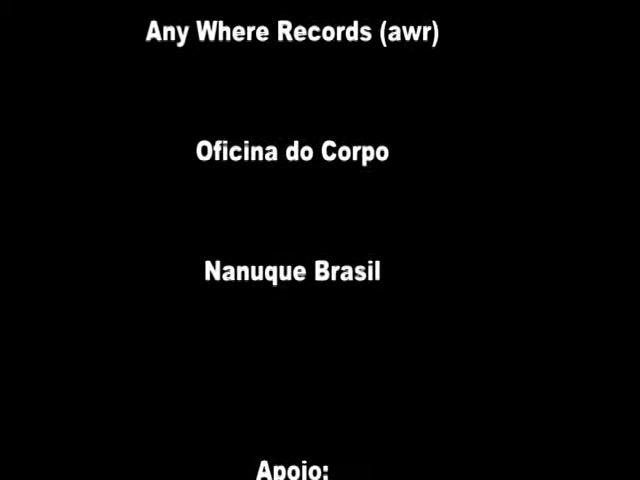 Any Where Records (awr)
Oficina do Corpo
Nanuque Brasil
Apoio: